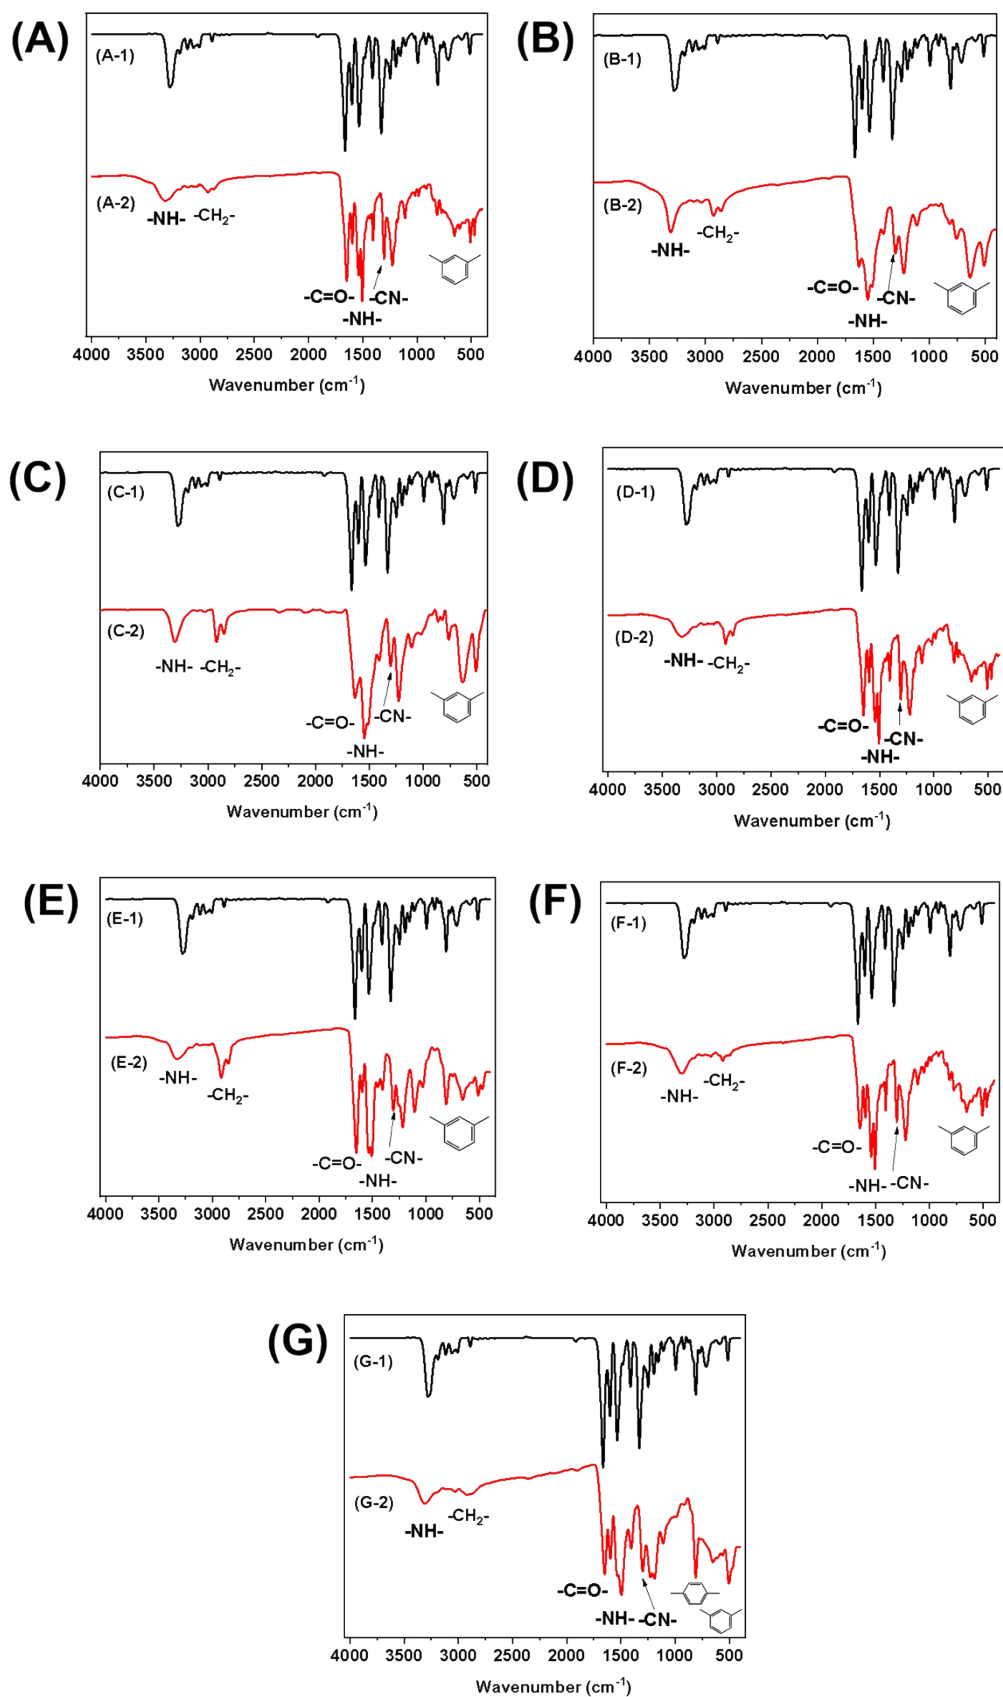 (A)
(A-1)
(A-2)
-NH-
-CH2-
-C=O-
-CN-
-NH-
4000 3500 3000 2500 2000 1500 1000 500
Wavenumber (cm-1)
(B)
(B-1)
(B-2)
-NH-
-CH2-
-C=O-
-CN-
-NH-
4000 3500 3000 2500 2000 1500 1000 500
Wavenumber (cm-1)
(C)
(C-1)
(C-2)
-NH-
-CH2-
-C=O-
-CN-
-NH-
4000 3500 3000 2500 2000 1500 1000 500
Wavenumber (cm-1)
(D)
(D-1)
(D-2)
-NH-
-CH2-
-C=O-
-CN-
-NH-
4000 3500 3000 2500 2000 1500 1000 500
Wavenumber (cm-1)
(E)
(E-1)
(E-2)
-NH-
-CH2-
-C=O-
-CN-
-NH-
4000 3500 3000 2500 2000 1500 1000 500
Wavenumber (cm-1)
(F)
(F-1)
(F-2)
-NH-
-CH2-
-C=O-
-NH-
-CN-
4000 3500 3000 2500 2000 1500 1000 500
Wavenumber (cm-1)
(G)
(G-1)
(G-2)
-NH-
-CH2-
-C=O-
-NH-
-CN-
4000 3500 3000 2500 2000 1500 1000 500
Wavenumber (cm-1)